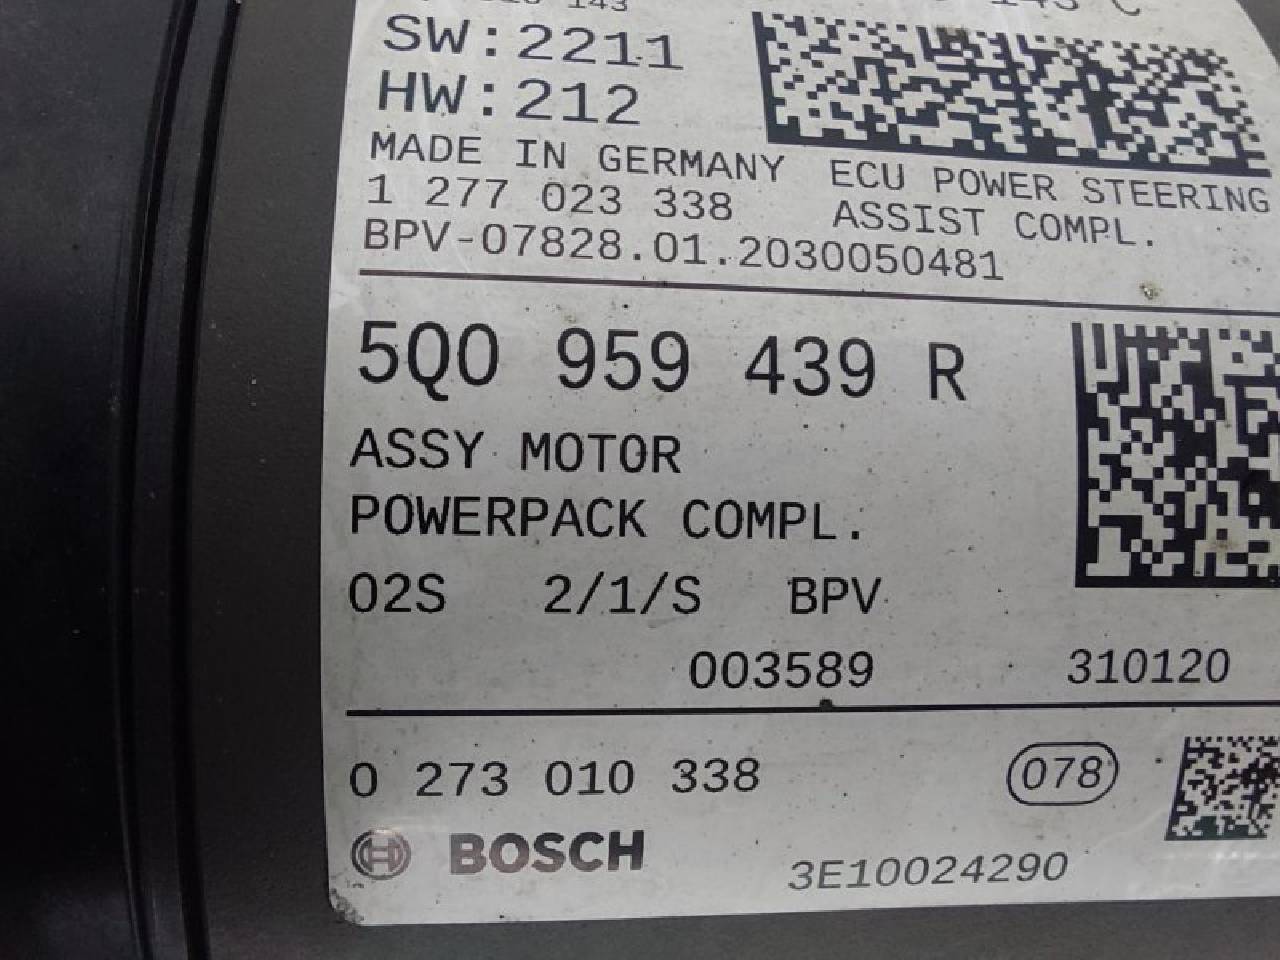 143
SW:2211
HW:212
MADE IN GERMANY
ECU POWER STEERING
1 277 023 338
ASSIST COMPL.
BPV-07828.01.2030050481
5Q0 959 439 R
ASSY MOTOR
POWERPACK COMPL.
02S 2/1/S BPV
003589 310120
0 273 010 338 078
BOSCH
3E10024290